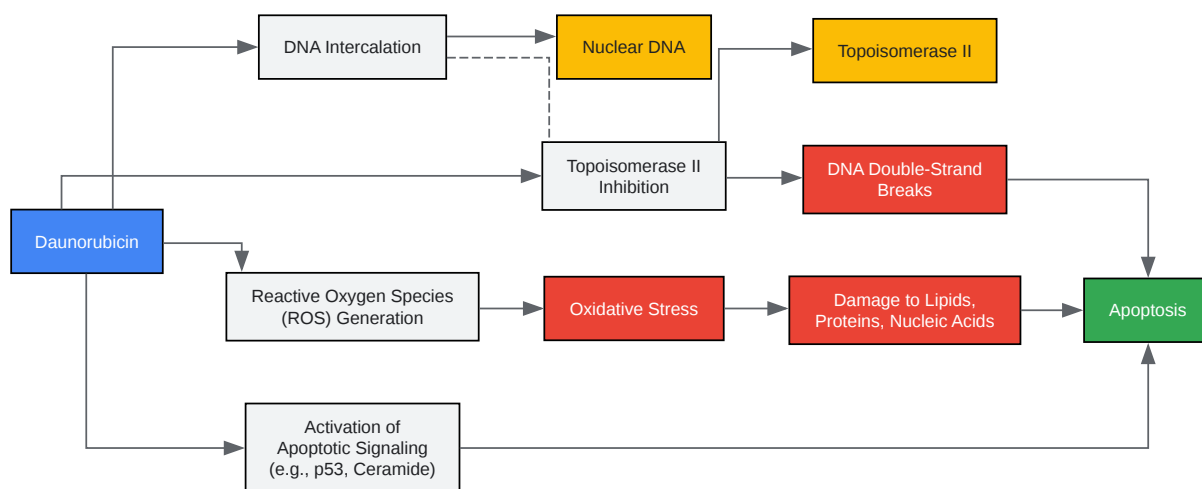 DNA Intercalation
Nuclear DNA
Topoisomerase II
Topoisomerase II
Inhibition
DNA Double-Strand
Breaks
Daunorubicin
Reactive Oxygen Species
(ROS) Generation
Oxidative Stress
Damage to Lipids,
Proteins, Nucleic Acids
Apoptosis
Activation of
Apoptotic Signaling
(e.g., p53, Ceramide)